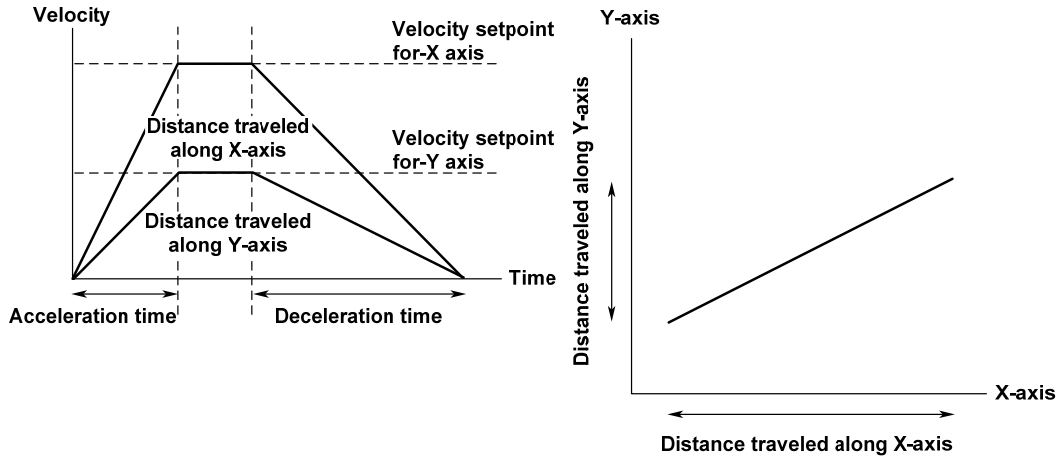 Velocity
Velocity setpoint
for-X axis
Distance traveled
along X-axis
Velocity setpoint
for-Y axis
Distance traveled
along Y-axis
Time
Acceleration time
Deceleration time
Y-axis
Distance traveled along Y-axis
X-axis
Distance traveled along X-axis